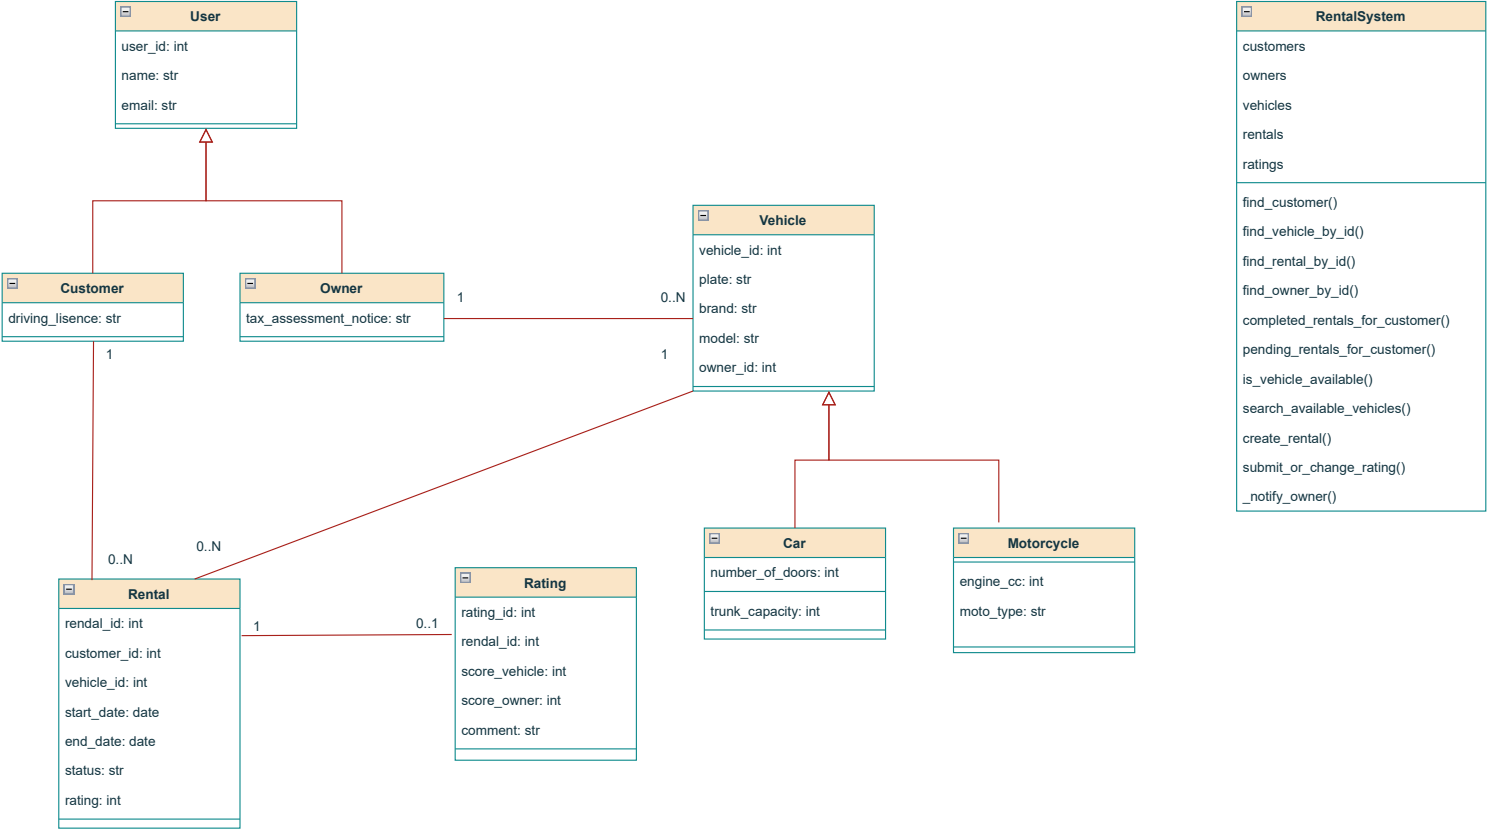 User
user_id: int
name: str
email: str
RentalSystem
customers
owners
vehicles
rentals
ratings
find_customer()
find_vehicle_by_id()
find_rental_by_id()
find_owner_by_id()
completed_rentals_for_customer()
pending_rentals_for_customer()
is_vehicle_available()
search_available_vehicles()
create_rental()
submit_or_change_rating()
_notify_owner()
Customer
driving_lisence: str
1
0..N
Owner
tax_assessment_notice: str
1
0..N
Vehicle
vehicle_id: int
plate: str
brand: str
model: str
owner_id: int
1
0..N
Car
number_of_doors: int
trunk_capacity: int
Motorcycle
engine_cc: int
moto_type: str
Rental
rendal_id: int
customer_id: int
vehicle_id: int
start_date: date
end_date: date
status: str
rating: int
1
0..1
Rating
rating_id: int
rendal_id: int
score_vehicle: int
score_owner: int
comment: str